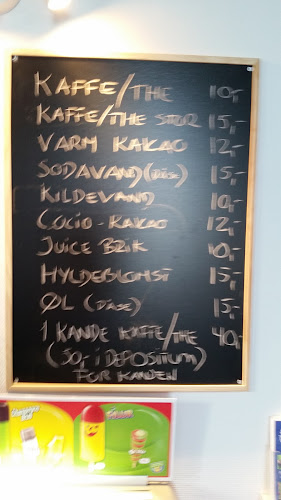 KAFFE/THE 10,-
KAFFE/THE STOR 15,-
VARM KAKAO 12,-
SODAVAND (DÅSE) 15,-
KILDEVAND 10,-
COCIO-KAKAO 12,-
JUICE BRIK 10,-
HYLDEBLOMST 15,-
ØL (DÅSE) 15,-
1 KANDE KAFFE/THE 40,-
(50,- i DEPOSITUM)
FOR KANDEN